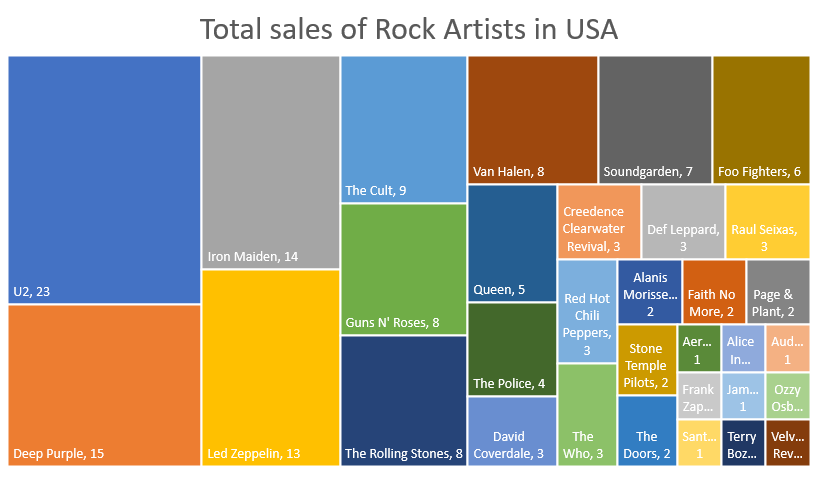 Total sales of Rock Artists in USA
U2, 23
Deep Purple, 15
Iron Maiden, 14
Led Zeppelin, 13
The Cult, 9
Guns N' Roses, 8
The Rolling Stones, 8
Van Halen, 8
Soundgarden, 7
Foo Fighters, 6
Queen, 5
The Police, 4
David
Coverdale, 3
Creedence
Clearwater
Revival, 3
Def Leppard,
3
Raul Seixas,
3
Red Hot
Chili
Peppers,
3
The
Who, 3
Alanis
Morisse...
2
Faith No
More, 2
Page &
Plant, 2
Stone
Temple
Pilots, 2
The
Doors, 2
Aer...
1
Alice
In...
Aud...
1
Frank
Zap...
Jam...
1
Ozzy
Osb...
Sant...
1
Terry
Boz...
Velv...
Rev...